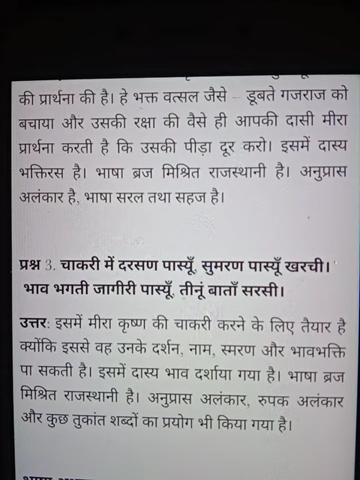 की प्रार्थना की है। हे भक्त वत्सल जैसे – डूबते गजराज को
बचाया और उसकी रक्षा की वैसे ही आपकी दासी मीरा
प्रार्थना करती है कि उसकी पीड़ा दूर करो। इसमें दास्य
भक्तिरस है। भाषा ब्रज मिश्रित राजस्थानी है। अनुप्रास
अलंकार है, भाषा सरल तथा सहज है।
प्रश्न 3. चाकरी में दरसण पास्यूँ, सुमरण पास्यूँ खरची।
भाव भगती जागीरी पास्यूँ, तीनूं बाताँ सरसी।
उत्तर: इसमें मीरा कृष्ण की चाकरी करने के लिए तैयार है
क्योंकि इससे वह उनके दर्शन, नाम, स्मरण और भावभक्ति
पा सकती है। इसमें दास्य भाव दर्शाया गया है। भाषा ब्रज
मिश्रित राजस्थानी है। अनुप्रास अलंकार, रुपक अलंकार
और कुछ तुकांत शब्दों का प्रयोग भी किया गया है।